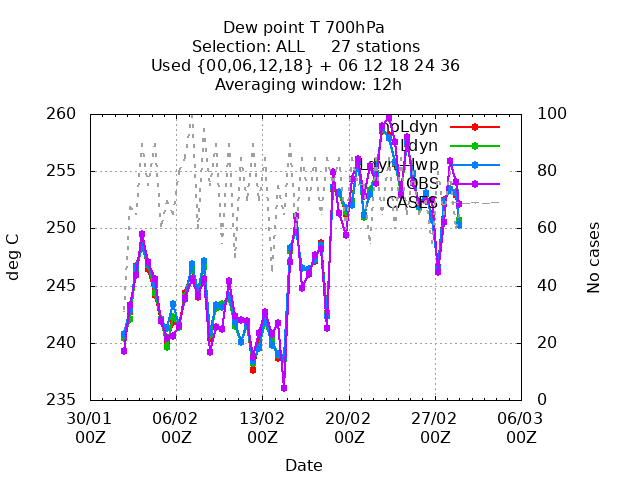 Dew point T 700hPa
Selection: ALL     27 stations
Used {00,06,12,18} + 06 12 18 24 36
Averaging window: 12h
260
255
250
245
240
235
deg C
100
80
60
40
20
0
No cases
noLdyn
Ldyn
Ldyn+lwp
OBS
CASES
30/01 06/02 13/02 20/02 27/02 06/03
00Z 00Z 00Z 00Z 00Z 00Z
Date